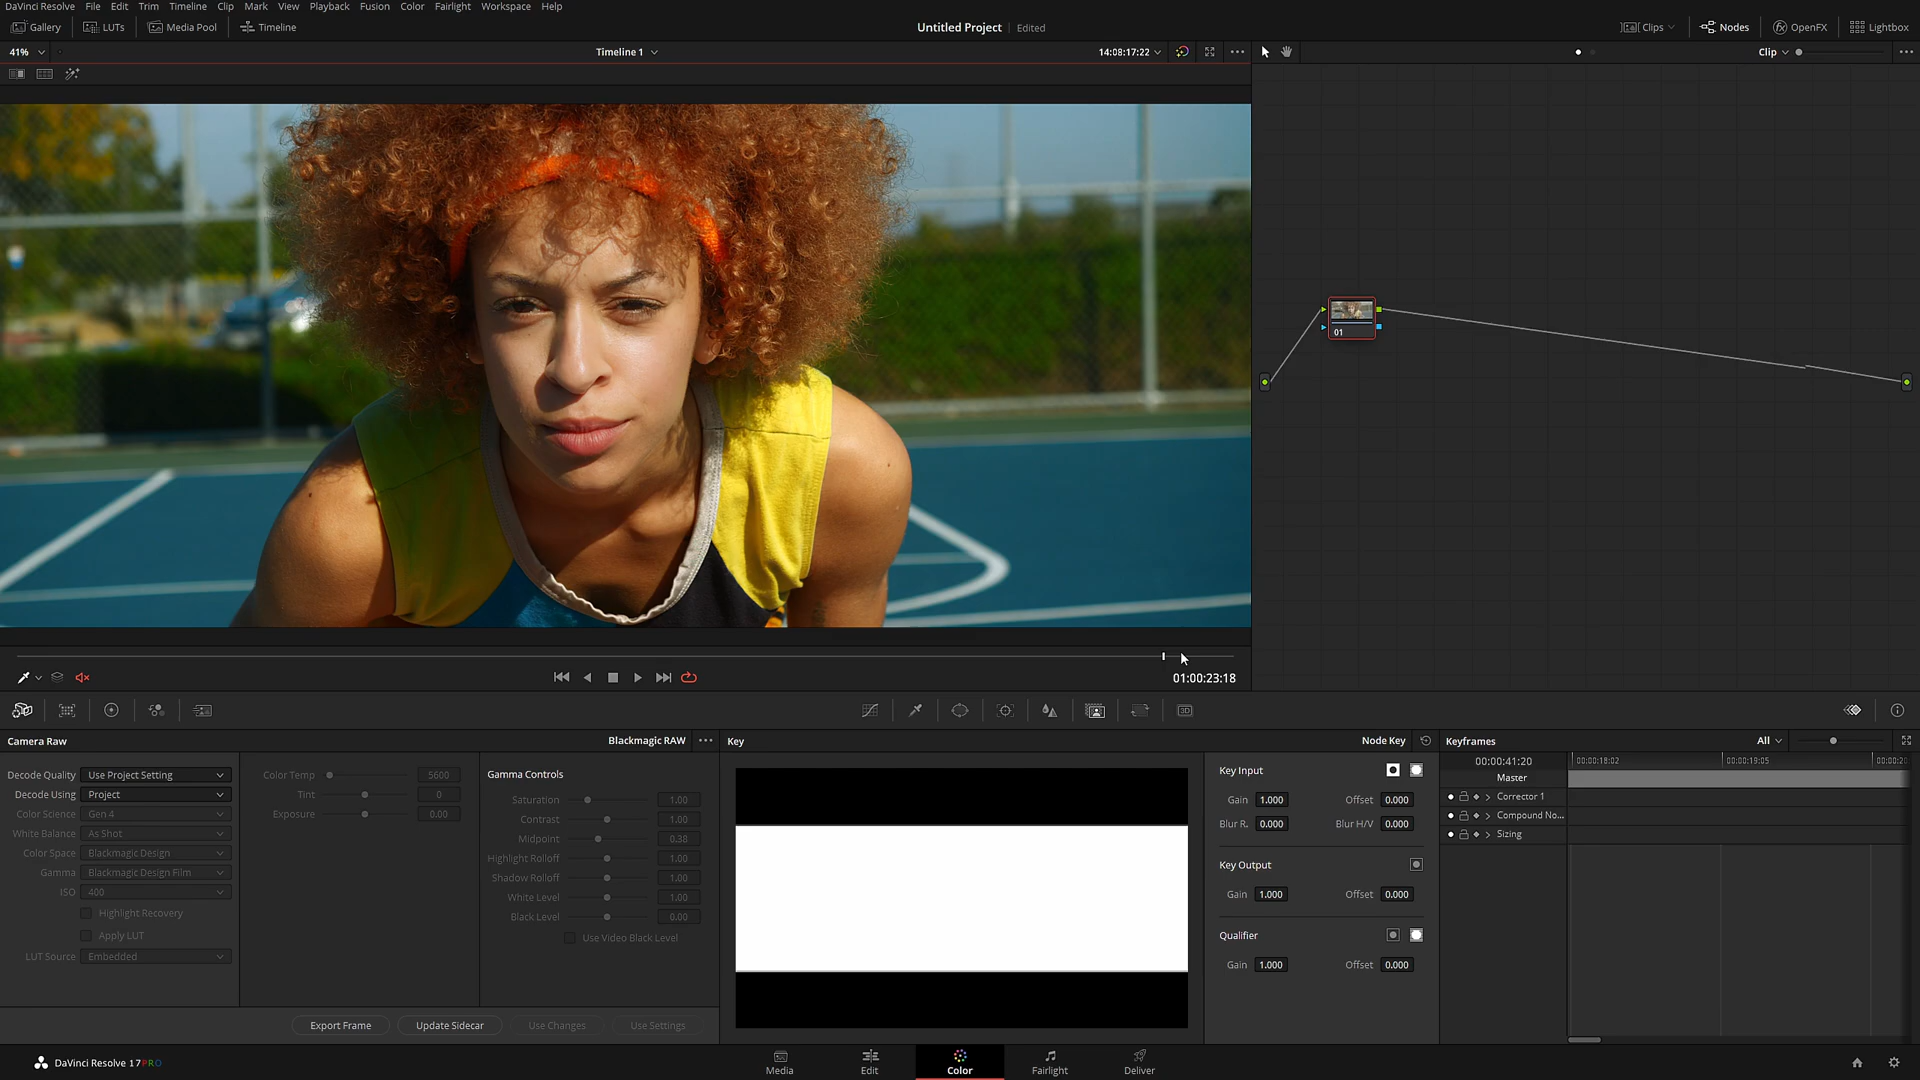 DaVinci Resolve File Edit Trim Timeline Clip Mark View Playback Fusion Color Fairlight Workspace Help
Gallery LUTs Media Pool Timeline Untitled Project Edited Clips Nodes OpenFX Lightbox
41% Timeline 1 14:08:17:22 Clip
01
01:00:23:18
Camera Raw Blackmagic RAW Key Node Key Keyframes All
Decode Quality Use Project Setting
Decode Using Project
Color Science Gen 4
White Balance As Shot
Color Space Blackmagic Design
Gamma Blackmagic Design Film
ISO 400
Highlight Recovery
Apply LUT
LUT Source Embedded
Color Temp 5600
Tint 0
Exposure 0.00
Gamma Controls
Saturation 1.00
Contrast 1.00
Midpoint 0.38
Highlight Rolloff 1.00
Shadow Rolloff 1.00
White Level 1.00
Black Level 0.00
Use Video Black Level
Export Frame Update Sidecar Use Changes Use Settings
Key Input
Gain 1.000 Offset 0.000
Blur R. 0.000 Blur H/V 0.000
Key Output
Gain 1.000 Offset 0.000
Qualifier
Gain 1.000 Offset 0.000
00:00:41:20 00:00:18:02 00:00:19:05 00:00:20
Master
Corrector 1
Compound No...
Sizing
3D
DaVinci Resolve 17PRO
Media Edit Color Fairlight Deliver